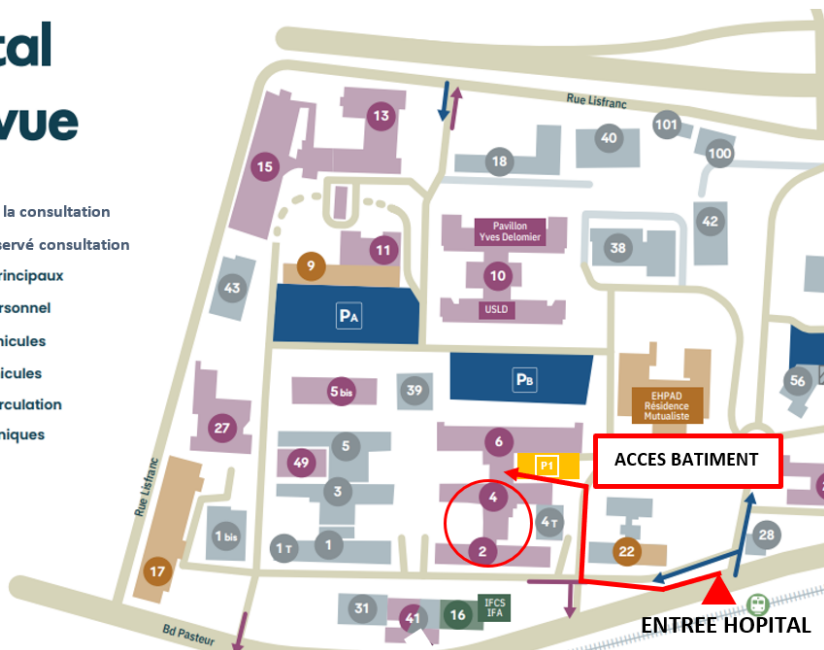 tal
vue
la consultation
servé consultation
rincipaux
rsonnel
hicules
icules
rculation
niques
Rue Lisfranc
13
15
18
40
101
100
42
38
Pavillon
Yves Delomier
10
USLD
11
9
43
PA
PB
5 bis
39
EHPAD
Résidence
Mutualiste
56
27
5
49
3
6
P1
ACCES BATIMENT
4
4 T
2
Rue Lisfranc
1 bis
1 T
1
22
28
17
31
41
16
IFCS
IFA
ENTREE HOPITAL
Bd Pasteur